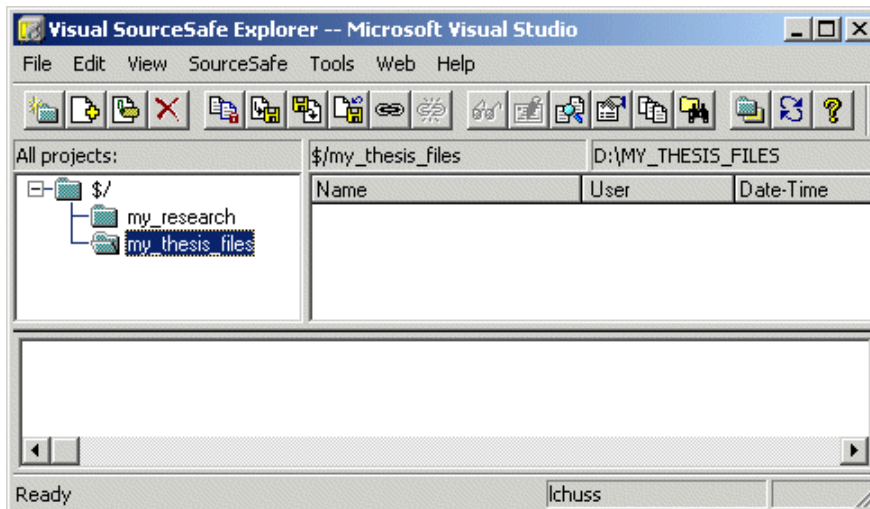 Visual SourceSafe Explorer -- Microsoft Visual Studio
File Edit View SourceSafe Tools Web Help
All projects: $/my_thesis_files D:\MY_THESIS_FILES
$/ Name User Date-Time
my_research
my_thesis_files
Ready lchuss